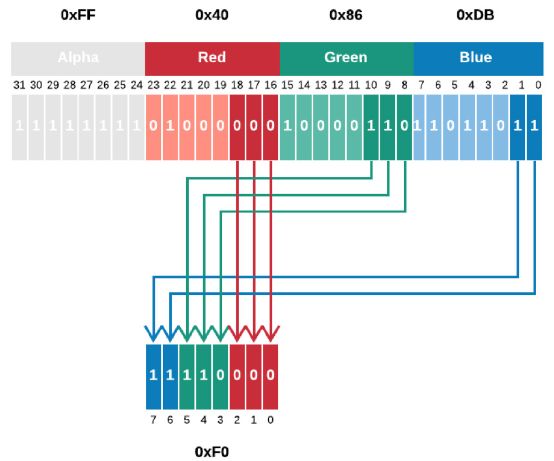 0xFF 0x40 0x86 0xDB
Alpha Red Green Blue
31 30 29 28 27 26 25 24 23 22 21 20 19 18 17 16 15 14 13 12 11 10 9 8 7 6 5 4 3 2 1 0
1 1 1 1 1 1 1 1 0 1 0 0 0 0 0 0 1 0 0 0 0 1 1 0 1 1 0 1 1 0 1 1
1 1 1 1 0 0 0 0
7 6 5 4 3 2 1 0
0xF0